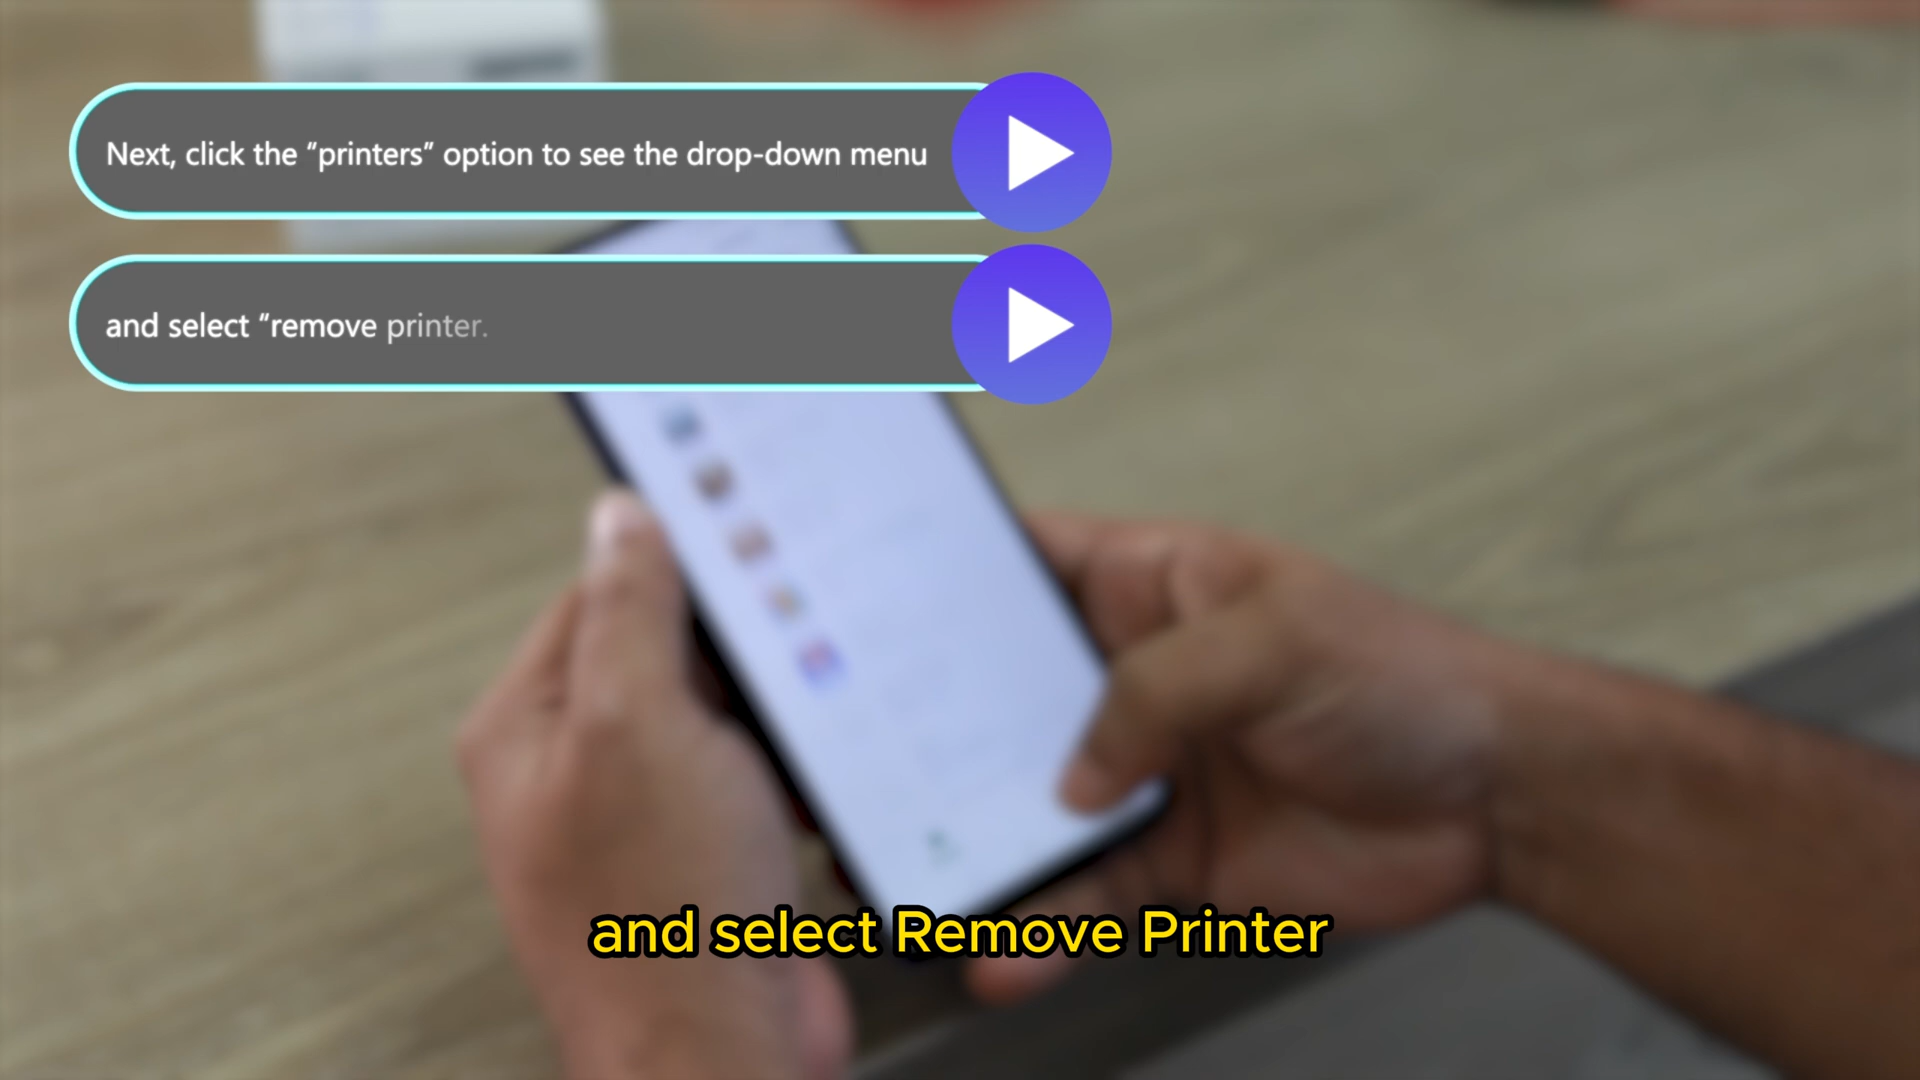 Next, click the “printers” option to see the drop-down menu
and select “remove printer.
and select Remove Printer